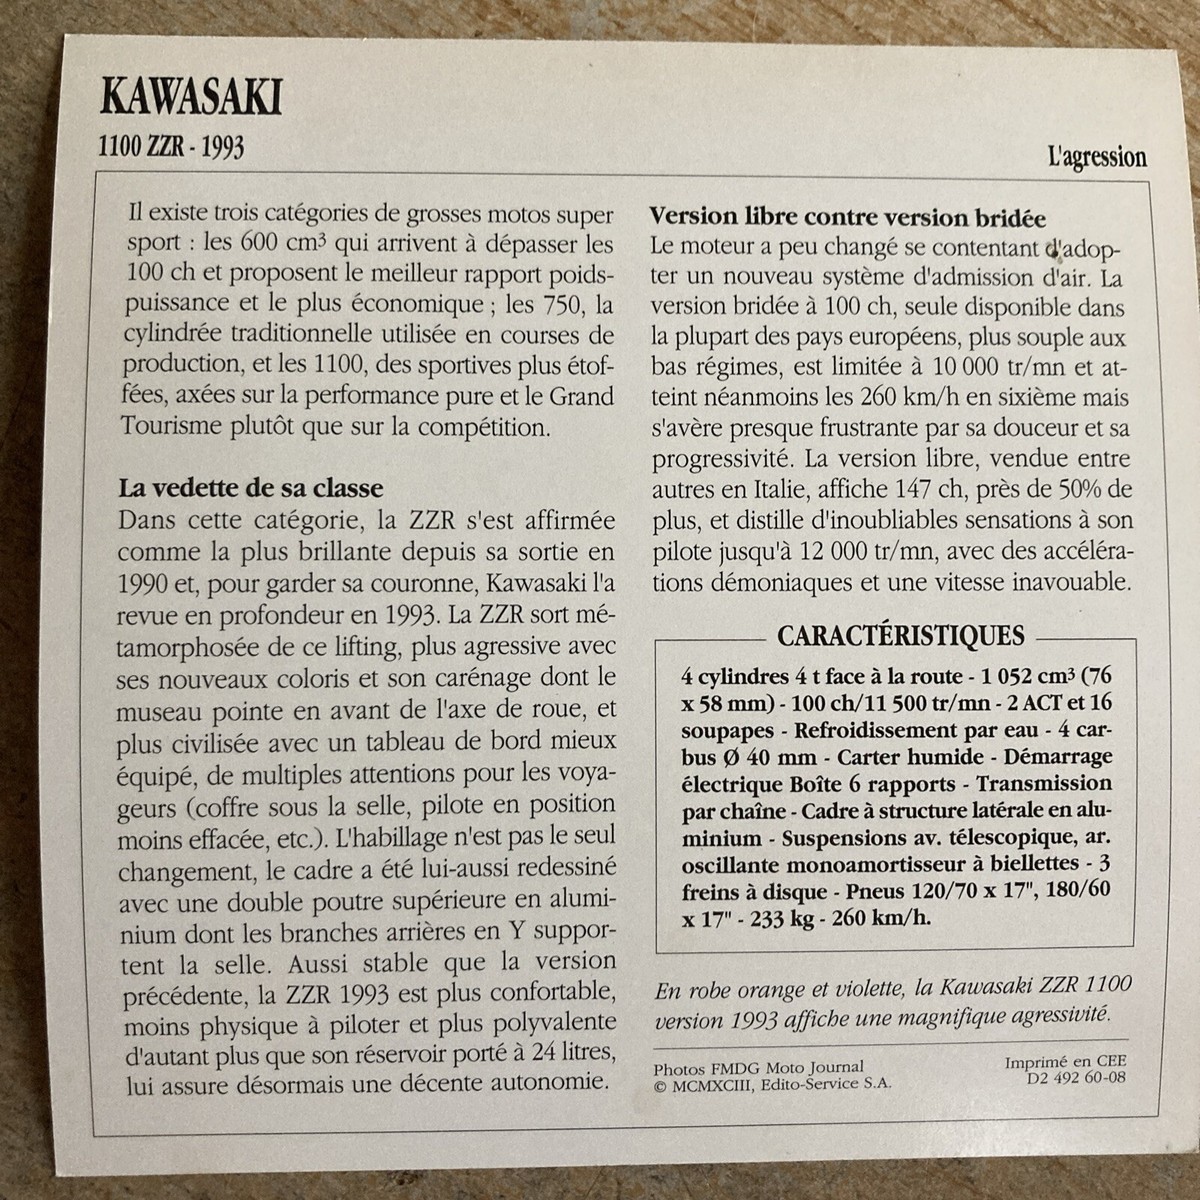 KAWASAKI
1100 ZZR - 1993
L'agression
Il existe trois catégories de grosses motos super
sport : les 600 cm³ qui arrivent à dépasser les
100 ch et proposent le meilleur rapport poids-
puissance et le plus économique ; les 750, la
cylindrée traditionnelle utilisée en courses de
production, et les 1100, des sportives plus étof-
fées, axées sur la performance pure et le Grand
Tourisme plutôt que sur la compétition.
La vedette de sa classe
Dans cette catégorie, la ZZR s'est affirmée
comme la plus brillante depuis sa sortie en
1990 et, pour garder sa couronne, Kawasaki l'a
revue en profondeur en 1993. La ZZR sort mé-
tamorphosée de ce lifting, plus agressive avec
ses nouveaux coloris et son carénage dont le
museau pointe en avant de l'axe de roue, et
plus civilisée avec un tableau de bord mieux
équipé, de multiples attentions pour les voya-
geurs (coffre sous la selle, pilote en position
moins effacée, etc.). L'habillage n'est pas le seul
changement, le cadre a été lui-aussi redessiné
avec une double poutre supérieure en alumi-
nium dont les branches arrières en Y suppor-
tent la selle. Aussi stable que la version
précédente, la ZZR 1993 est plus confortable,
moins physique à piloter et plus polyvalente
d'autant plus que son réservoir porté à 24 litres,
lui assure désormais une décente autonomie.
Version libre contre version bridée
Le moteur a peu changé se contentant d'adop-
ter un nouveau système d'admission d'air. La
version bridée à 100 ch, seule disponible dans
la plupart des pays européens, plus souple aux
bas régimes, est limitée à 10 000 tr/mn et at-
teint néanmoins les 260 km/h en sixième mais
s'avère presque frustrante par sa douceur et sa
progressivité. La version libre, vendue entre
autres en Italie, affiche 147 ch, près de 50% de
plus, et distille d'inoubliables sensations à son
pilote jusqu'à 12 000 tr/mn, avec des accéléra-
tions démoniaques et une vitesse inavouable.
CARACTÉRISTIQUES
4 cylindres 4 t face à la route - 1 052 cm³ (76
x 58 mm) - 100 ch/11 500 tr/mn - 2 ACT et 16
soupapes - Refroidissement par eau - 4 car-
bus Ø 40 mm - Carter humide - Démarrage
électrique Boîte 6 rapports - Transmission
par chaîne - Cadre à structure latérale en alu-
minium - Suspensions av. télescopique, ar.
oscillante monoamortisseur à biellettes - 3
freins à disque - Pneus 120/70 x 17", 180/60
x 17" - 233 kg - 260 km/h.
En robe orange et violette, la Kawasaki ZZR 1100
version 1993 affiche une magnifique agressivité.
Photos FMDG Moto Journal
© MCMXCIII, Edito-Service S.A.
Imprimé en CEE
D2 492 60-08